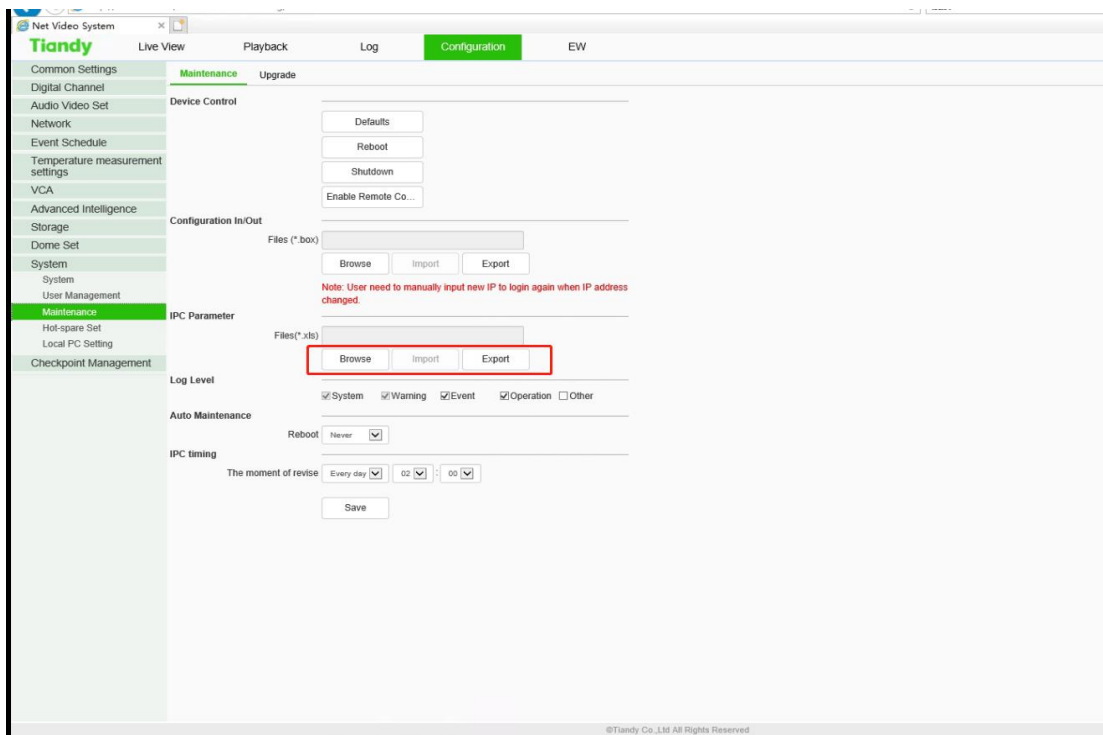 Net Video System
Tiandy Live View Playback Log Configuration EW
Common Settings
Digital Channel
Audio Video Set
Network
Event Schedule
Temperature measurement
settings
VCA
Advanced Intelligence
Storage
Dome Set
System
System
User Management
Maintenance
Hot-spare Set
Local PC Setting
Checkpoint Management
Maintenance Upgrade
Device Control
Defaults
Reboot
Shutdown
Enable Remote Co...
Configuration In/Out
Files (*.box)
Browse Import Export
Note: User need to manually input new IP to login again when IP address
changed.
IPC Parameter
Files(*.xls)
Browse Import Export
Log Level
System Warning Event Operation Other
Auto Maintenance
Reboot Never
IPC timing
The moment of revise Every day 02 : 00
Save
©Tiandy Co.,Ltd All Rights Reserved